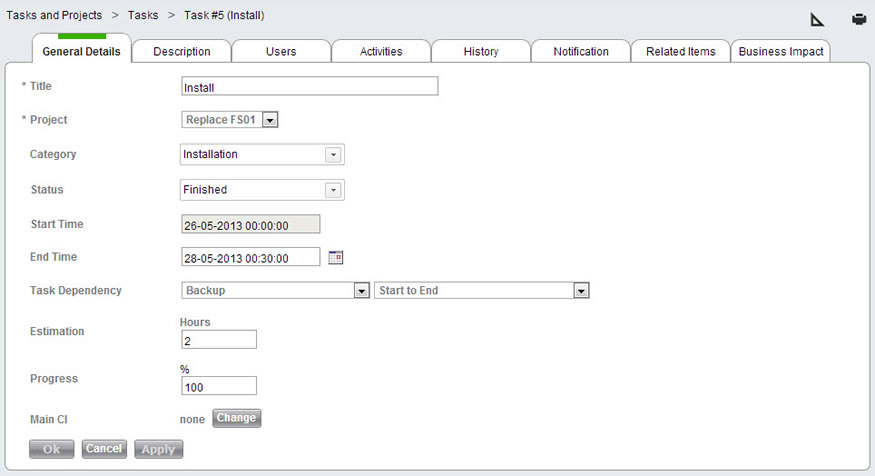 Tasks and Projects > Tasks > Task #5 (Install)
General Details Description Users Activities History Notification Related Items Business Impact
* Title Install
* Project Replace FS01
Category Installation
Status Finished
Start Time 26-05-2013 00:00:00
End Time 28-05-2013 00:30:00
Task Dependency Backup Start to End
Hours
Estimation 2
%
Progress 100
Main CI none Change
Ok Cancel Apply